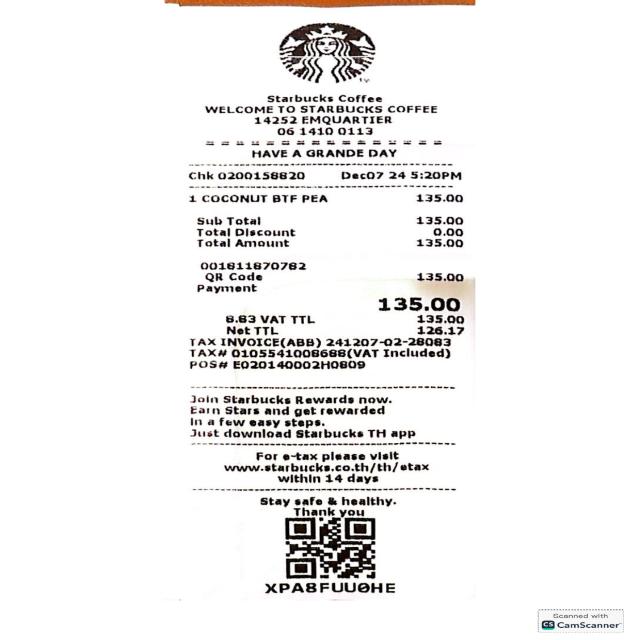 Starbucks Coffee
WELCOME TO STARBUCKS COFFEE
14252 EMQUARTIER
06 1410 0113
HAVE A GRANDE DAY
Chk 0200158820 Dec07 24 5:20PM
1 COCONUT BTF PEA 135.00
Sub Total 135.00
Total Discount 0.00
Total Amount 135.00
001811870782
QR Code 135.00
Payment
135.00
8.83 VAT TTL 135.00
Net TTL 126.17
TAX INVOICE(ABB) 241207-02-28083
TAX# 0105541008688(VAT Included)
POS# E020140002H0809
Join Starbucks Rewards now.
Earn Stars and get rewarded
in a few easy steps.
Just download Starbucks TH app
For e-tax please visit
www.starbucks.co.th/th/etax
within 14 days
Stay safe & healthy.
Thank you
XPA8FUU0HE
Scanned with
CS CamScanner